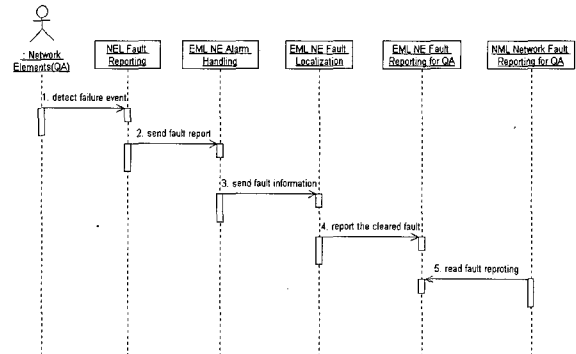 : Network
Elements(QA)
NEL Fault
Reporting
EML NE Alarm
Handling
EML NE Fault
Localization
EML NE Fault
Reporting for QA
NML Network Fault
Reporting for QA
1. detect failure event
2. send fault report
3. send fault information
4. report the cleared fault
5. read fault reproting